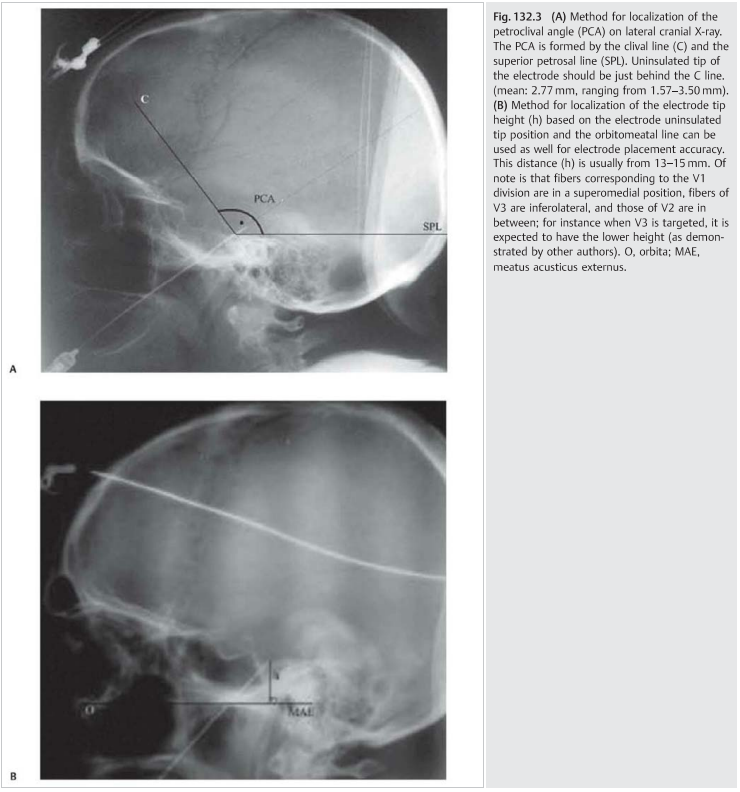 C
PCA
SPL
A
h
O
MAE
B
Fig. 132.3 (A) Method for localization of the
petroclival angle (PCA) on lateral cranial X-ray.
The PCA is formed by the clival line (C) and the
superior petrosal line (SPL). Uninsulated tip of
the electrode should be just behind the C line.
(mean: 2.77 mm, ranging from 1.57–3.50 mm).
(B) Method for localization of the electrode tip
height (h) based on the electrode uninsulated
tip position and the orbitomeatal line can be
used as well for electrode placement accuracy.
This distance (h) is usually from 13–15 mm. Of
note is that fibers corresponding to the V1
division are in a superomedial position, fibers of
V3 are inferolateral, and those of V2 are in
between; for instance when V3 is targeted, it is
expected to have the lower height (as demon-
strated by other authors). O, orbita; MAE,
meatus acusticus externus.